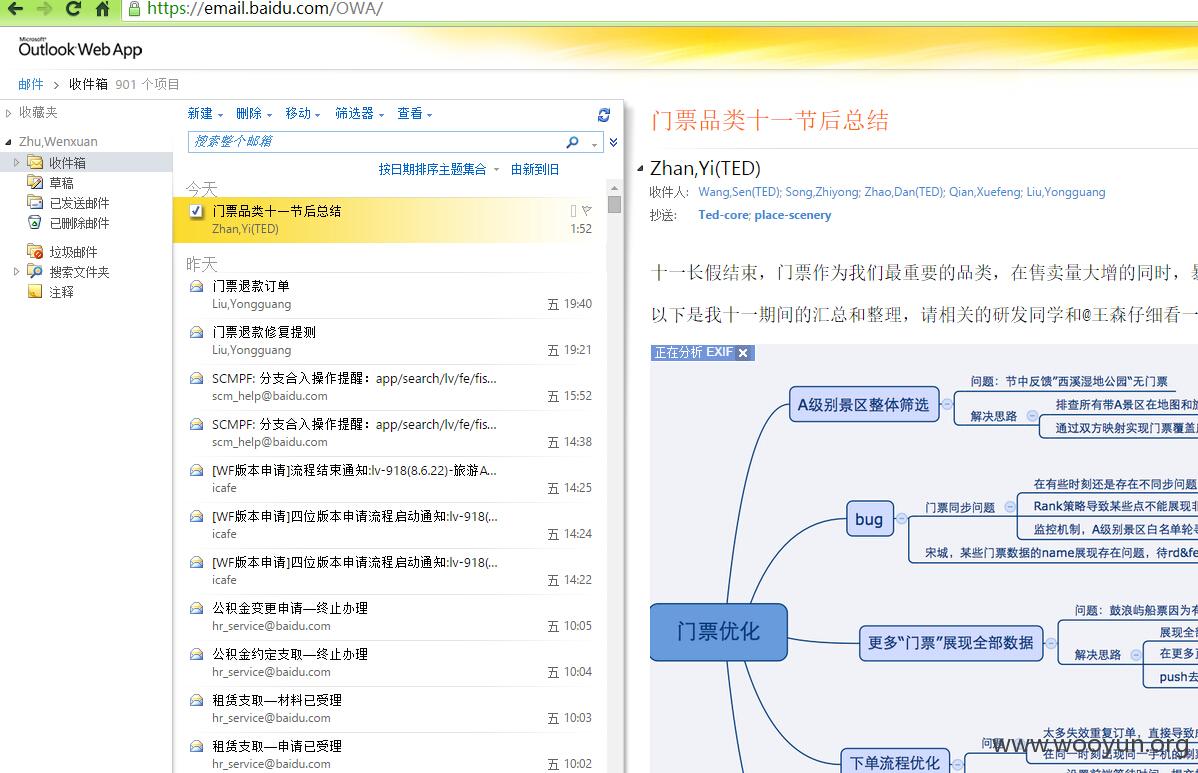 https://email.baidu.com/OWA/
Microsoft®
Outlook Web App
邮件 > 收件箱 901 个项目
收藏夹
Zhu,Wenxuan
收件箱
草稿
已发送邮件
已删除邮件
垃圾邮件
搜索文件夹
注释
新建 删除 移动 筛选器 查看
搜索整个邮箱
按日期排序主题集合 由新到旧
今天
门票品类十一节后总结
Zhan,Yi(TED) 1:52
昨天
门票退款订单
Liu,Yongguang 五 19:40
门票退款修复提测
Liu,Yongguang 五 19:21
SCMPF: 分支合入操作提醒：app/search/lv/fe/fis...
scm_help@baidu.com 五 15:52
SCMPF: 分支合入操作提醒：app/search/lv/fe/fis...
scm_help@baidu.com 五 14:38
[WF版本申请]流程结束通知:lv-918(8.6.22)-旅游A...
icafe 五 14:25
[WF版本申请]四位版本申请流程启动通知:lv-918(...
icafe 五 14:24
[WF版本申请]四位版本申请流程启动通知:lv-918(...
icafe 五 14:22
公积金变更申请—终止办理
hr_service@baidu.com 五 10:05
公积金约定支取—终止办理
hr_service@baidu.com 五 10:04
租赁支取—材料已受理
hr_service@baidu.com 五 10:03
租赁支取—申请已受理
hr_service@baidu.com 五 10:02
门票品类十一节后总结
Zhan,Yi(TED)
收件人: Wang,Sen(TED); Song,Zhiyong; Zhao,Dan(TED); Qian,Xuefeng; Liu,Yongguang
抄送: Ted-core; place-scenery
十一长假结束，门票作为我们最重要的品类，在售卖量大增的同时，
以下是我十一期间的汇总和整理，请相关的研发同学和@王森仔细看一
正在分析 EXIF
门票优化
A级别景区整体筛选
问题：节中反馈”西溪湿地公园“无门票
解决思路
排查所有带A景区在地图和旅
通过双方映射实现门票覆盖
bug
门票同步问题
在有些时刻还是存在不同步问题
Rank策略导致某些点不能展现
监控机制，A级别景区白名单轮
宋城，某些门票数据的name展现存在问题，待rd&fe
更多“门票”展现全部数据
问题：鼓浪屿船票因为有
解决思路
展现全
在更多
push去
下单流程优化
问题
太多失效重复订单，直接导致
在同一时刻出现同一手机的
www.wooyun.org